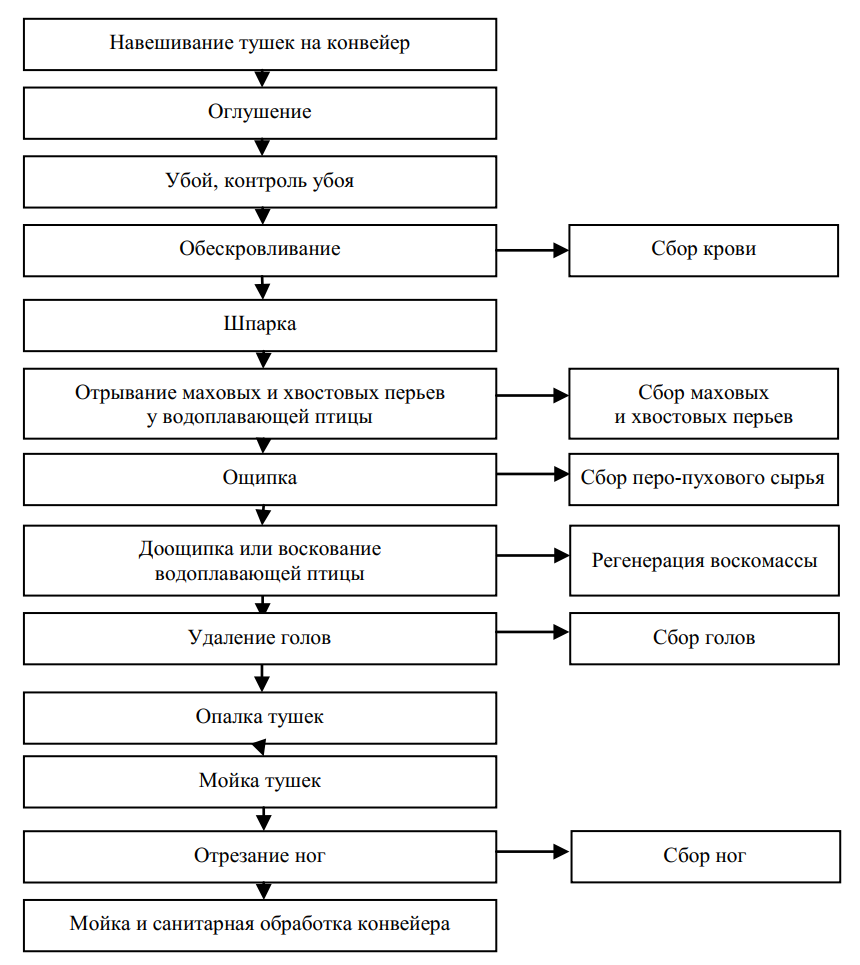 Навешивание тушек на конвейер
Оглушение
Убой, контроль убоя
Обескровливание
Сбор крови
Шпарка
Отрывание маховых и хвостовых перьев
у водоплавающей птицы
Сбор маховых
и хвостовых перьев
Ощипка
Сбор перо-пухового сырья
Доощипка или воскование
водоплавающей птицы
Регенерация воскомассы
Удаление голов
Сбор голов
Опалка тушек
Мойка тушек
Отрезание ног
Сбор ног
Мойка и санитарная обработка конвейера